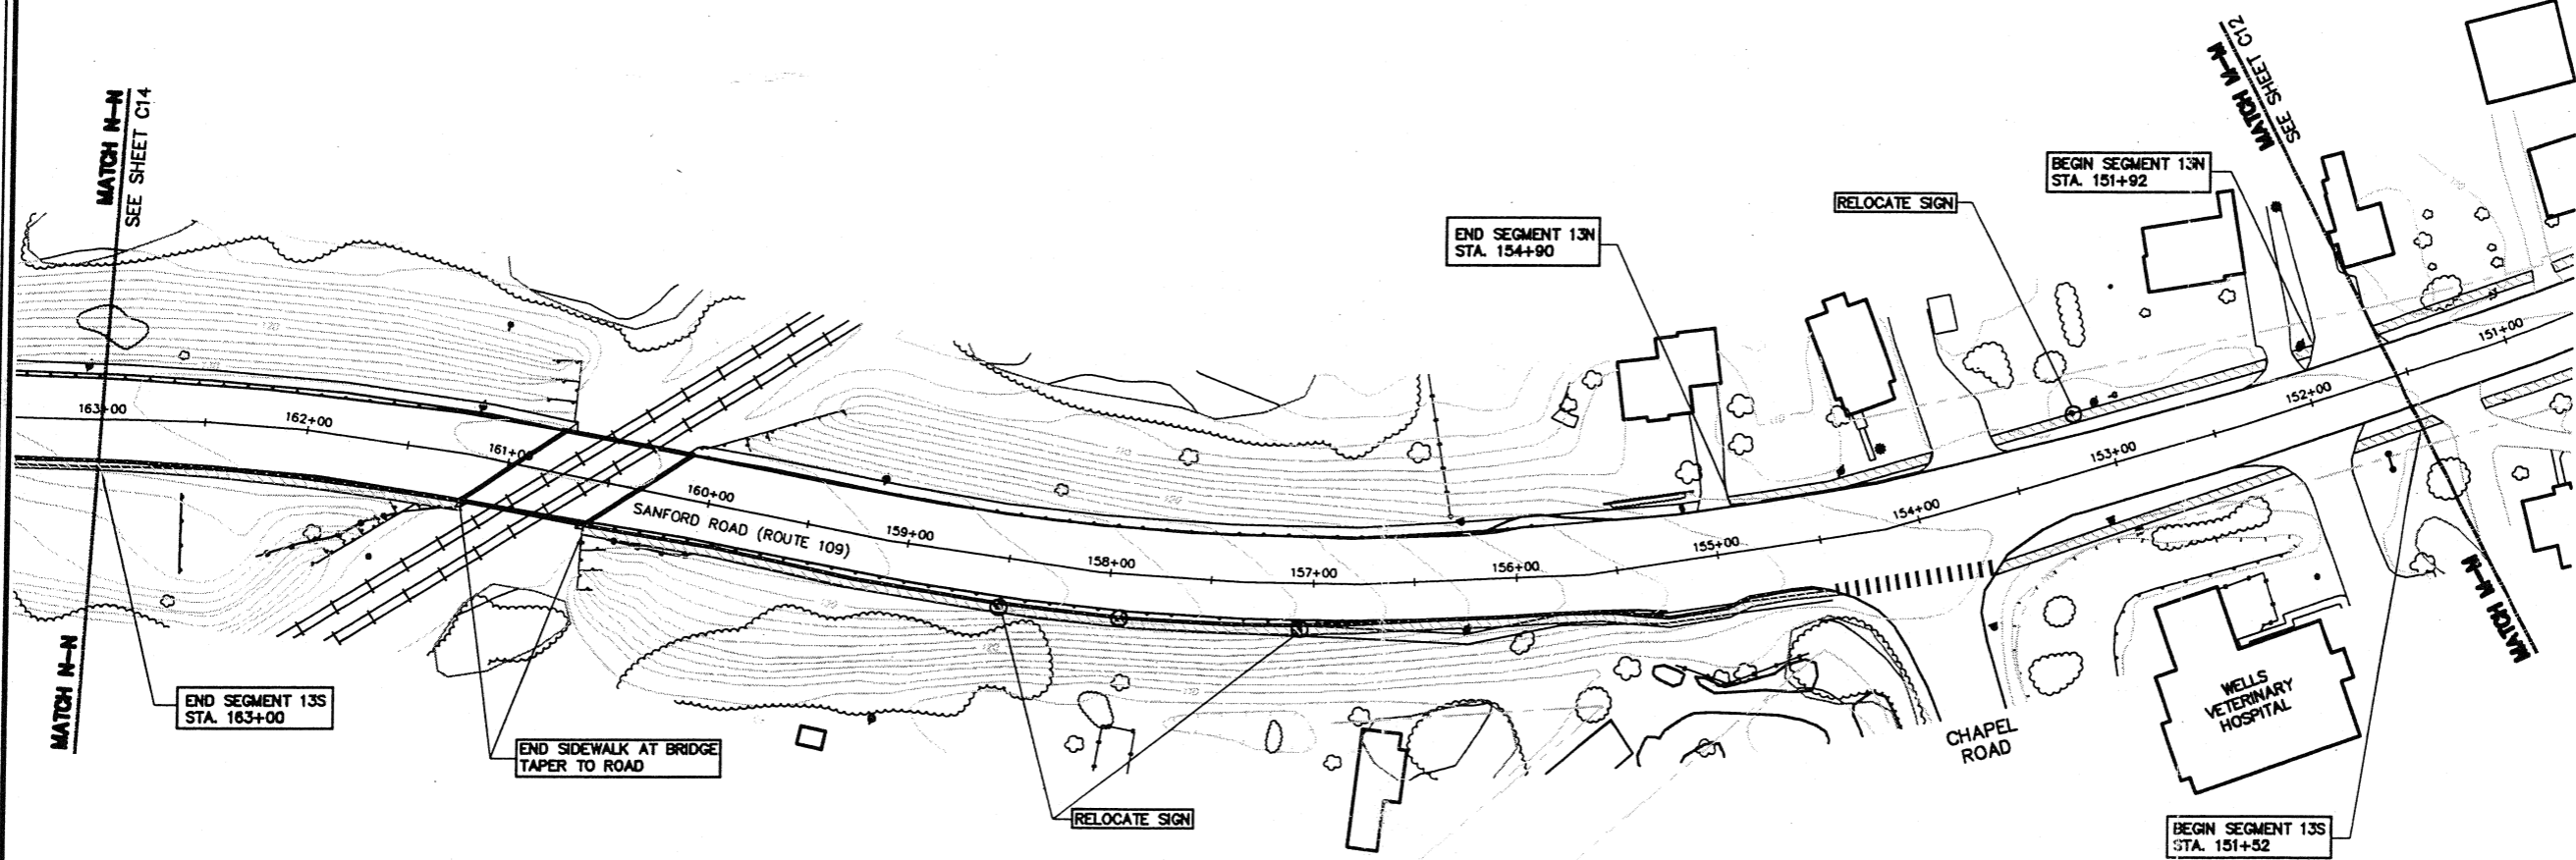 MATCH N-N
SEE SHEET C14
MATCH M-M
SEE SHEET C12
BEGIN SEGMENT 13N
STA. 151+92
RELOCATE SIGN
END SEGMENT 13N
STA. 154+90
163+00
162+00
161+00
160+00
159+00
158+00
157+00
156+00
155+00
154+00
153+00
152+00
151+00
SANFORD ROAD (ROUTE 109)
MATCH N-N
MATCH M-M
END SEGMENT 13S
STA. 163+00
END SIDEWALK AT BRIDGE
TAPER TO ROAD
RELOCATE SIGN
CHAPEL
ROAD
WELLS
VETERINARY
HOSPITAL
BEGIN SEGMENT 13S
STA. 151+52